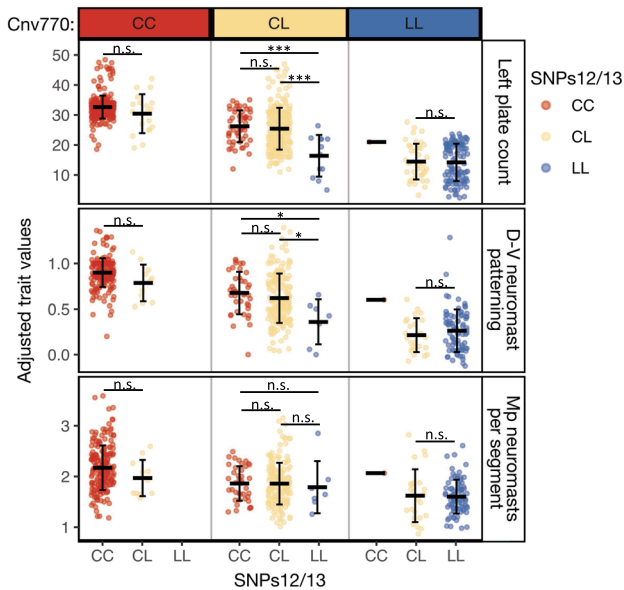 Cnv770: CC CL LL
50
40
30
20
10
n.s.
***
n.s.
***
n.s.
Left plate count
1.0
0.5
0.0
n.s.
*
n.s.
*
n.s.
D-V neuromast
patterning
3
2
1
n.s.
n.s.
n.s.
n.s.
n.s.
Mp neuromasts
per segment
Adjusted trait values
CC CL LL CC CL LL CC CL LL
SNPs12/13
SNPs12/13
CC
CL
LL